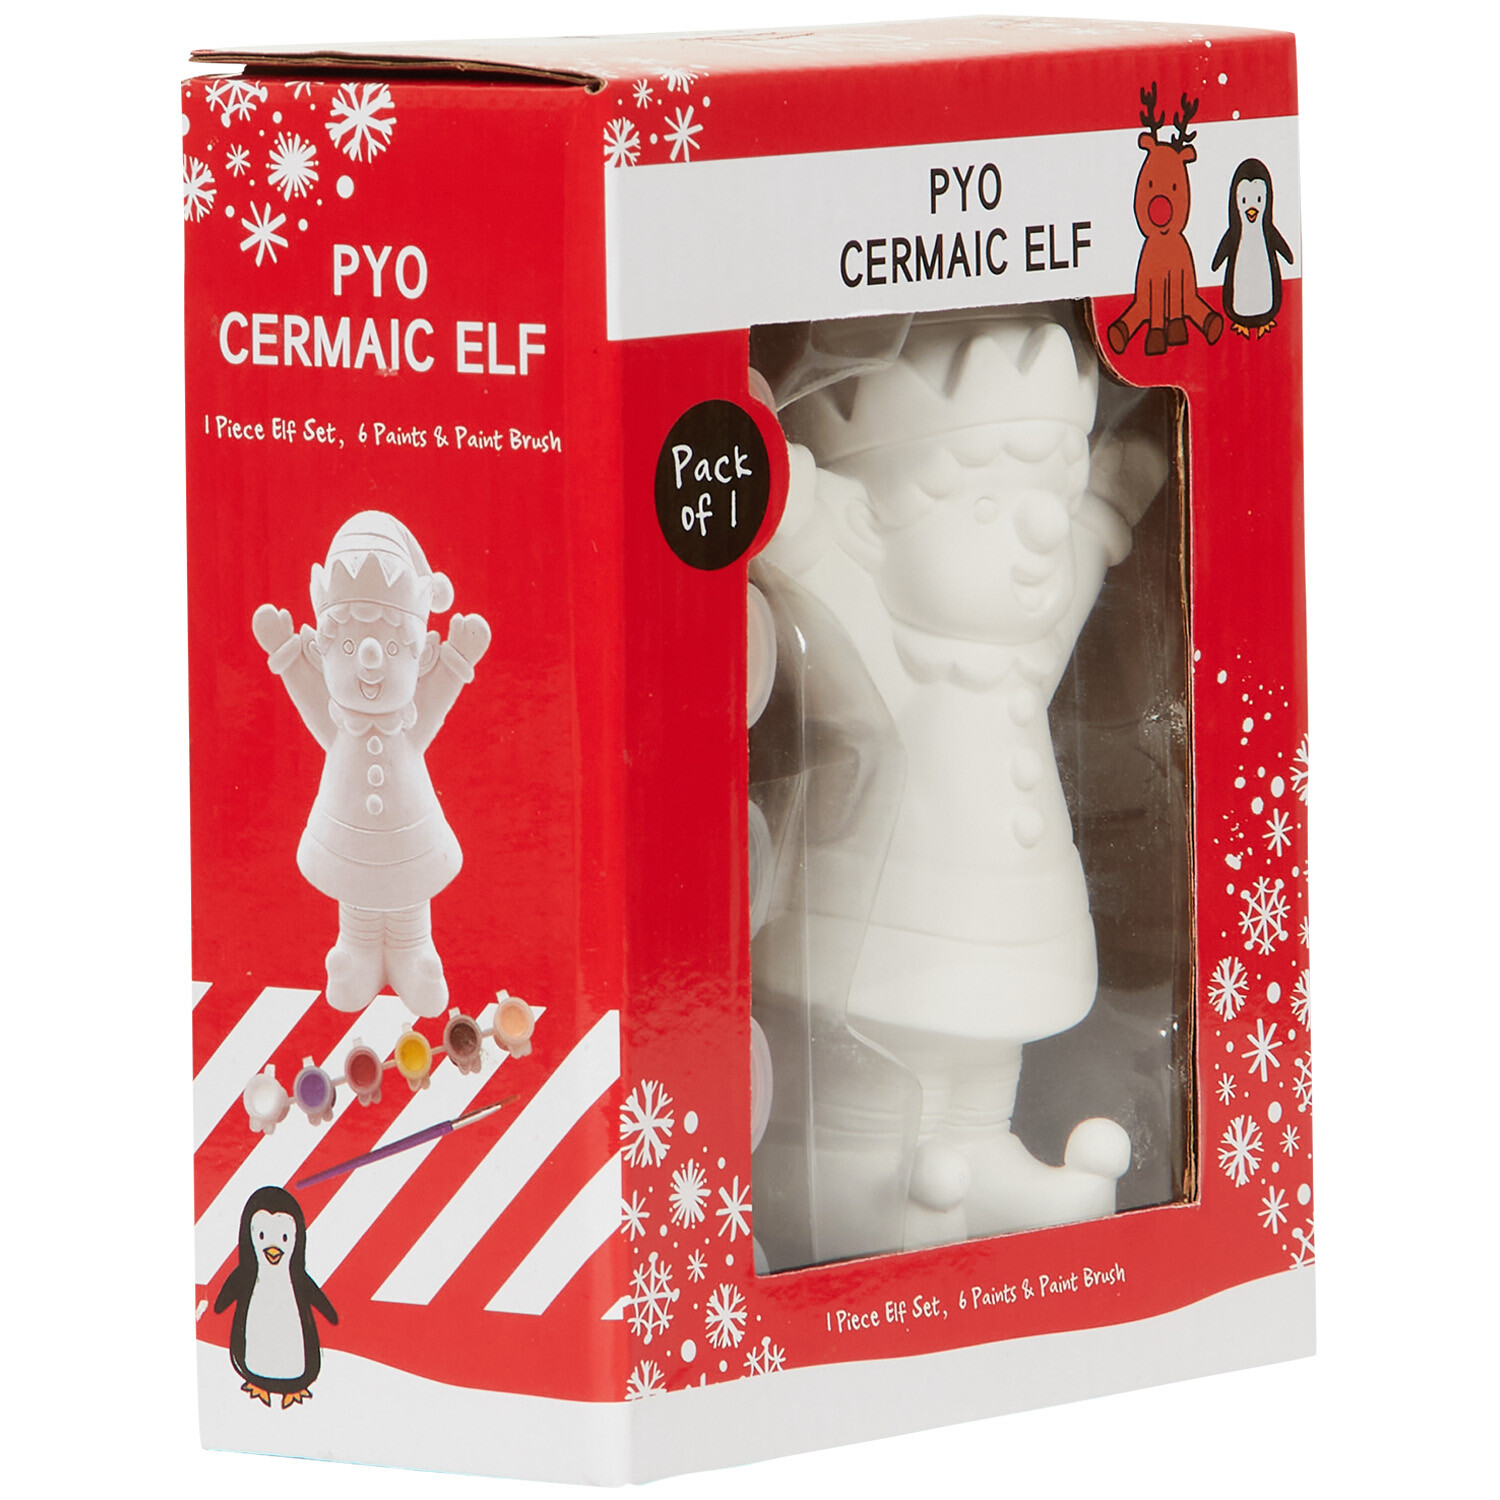 PYO
CERMAIC ELF
1 Piece Elf Set, 6 Paints & Paint Brush
PYO
CERMAIC ELF
Pack
of 1
1 Piece Elf Set, 6 Paints & Paint Brush